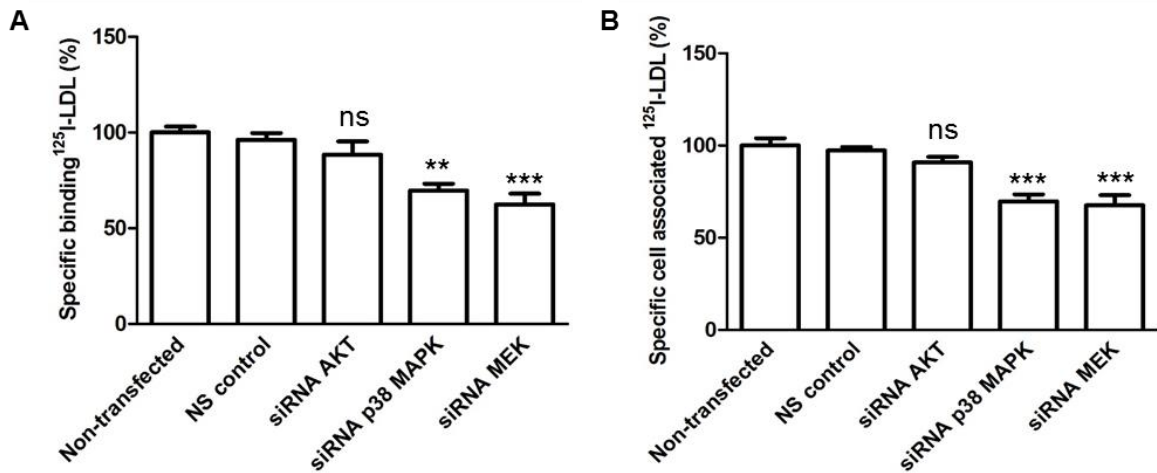 A
Specific binding¹²⁵I-LDL (%)
150
100
50
0
ns
**
***
Non-transfected
NS control
siRNA AKT
siRNA p38 MAPK
siRNA MEK
B
Specific cell associated ¹²⁵I-LDL (%)
150
100
50
0
ns
***
***
Non-transfected
NS control
siRNA AKT
siRNA p38 MAPK
siRNA MEK